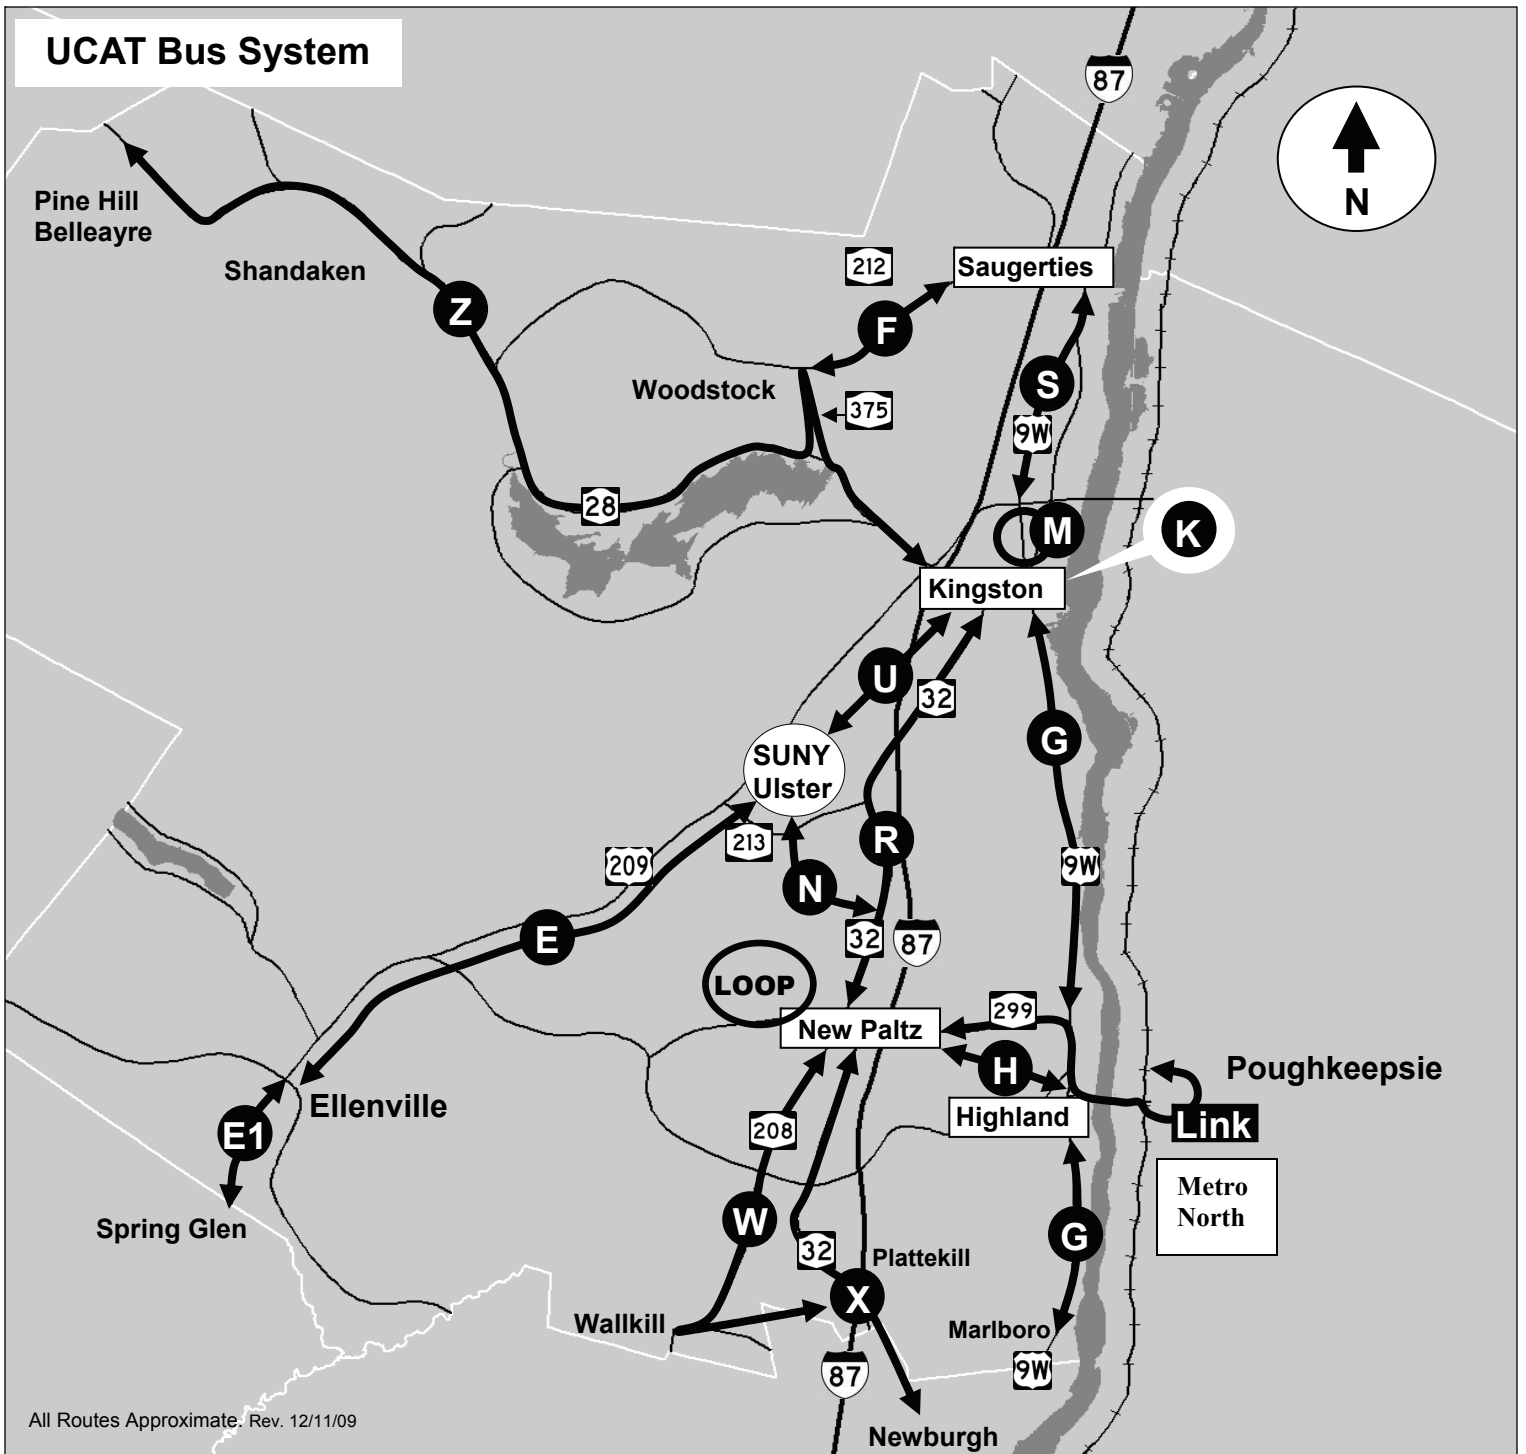 UCAT Bus System
87
N
Pine Hill
Belleayre
Shandaken
212
Saugerties
Z
F
S
Woodstock
375
9W
28
M
K
Kingston
U
32
G
SUNY
Ulster
213
R
209
9W
N
E
32
87
LOOP
299
New Paltz
H
Poughkeepsie
Ellenville
Highland
Link
E1
208
Metro
North
W
Spring Glen
G
32
Plattekill
X
Wallkill
Marlboro
87
9W
All Routes Approximate. Rev. 12/11/09
Newburgh